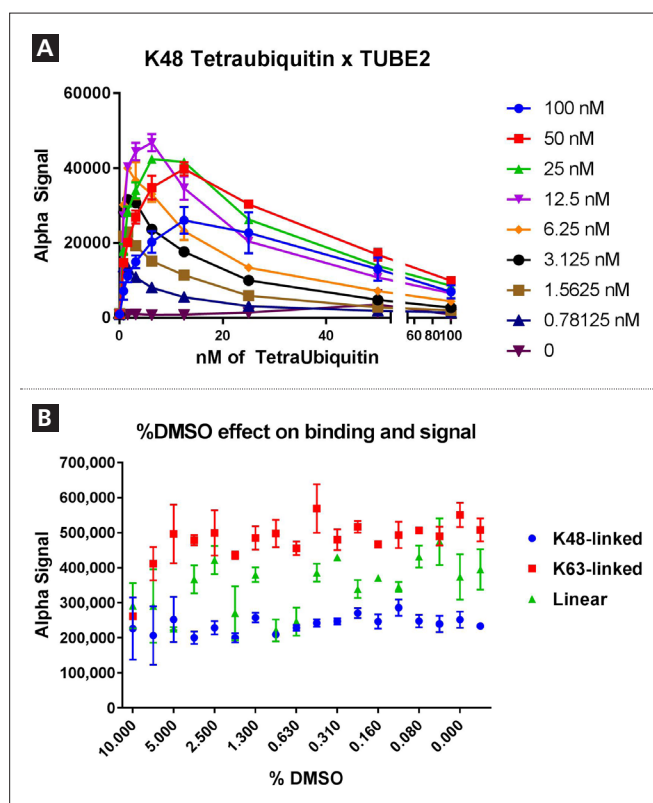 A
K48 Tetraubiquitin x TUBE2
60000
40000
20000
0
Alpha Signal
0
20
40
60 80 100
nM of TetraUbiquitin
100 nM
50 nM
25 nM
12.5 nM
6.25 nM
3.125 nM
1.5625 nM
0.78125 nM
0
B
%DMSO effect on binding and signal
700,000
600,000
500,000
400,000
300,000
200,000
100,000
0
Alpha Signal
10.000
5.000
2.500
1.300
0.630
0.310
0.160
0.080
0.000
% DMSO
K48-linked
K63-linked
Linear